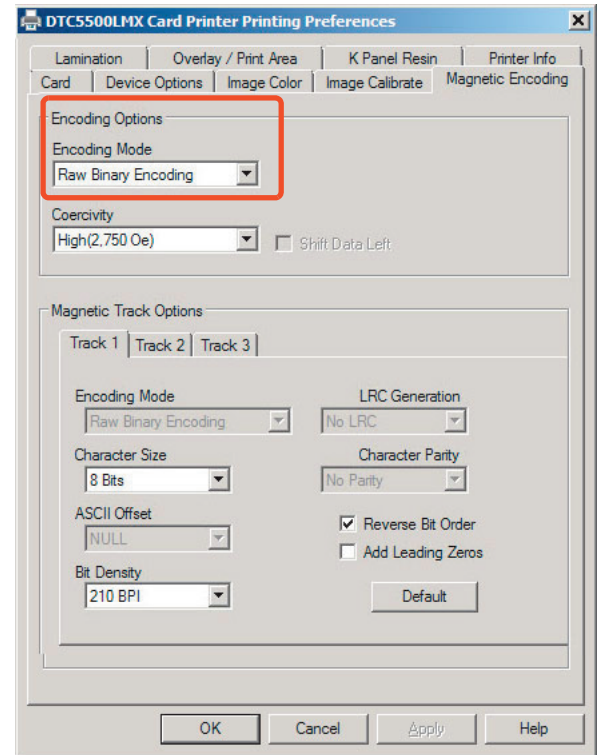 DTC5500LMX Card Printer Printing Preferences
Lamination Overlay / Print Area K Panel Resin Printer Info
Card Device Options Image Color Image Calibrate Magnetic Encoding
Encoding Options
Encoding Mode
Raw Binary Encoding
Coercivity
High(2,750 Oe) Shift Data Left
Magnetic Track Options
Track 1 Track 2 Track 3
Encoding Mode LRC Generation
Raw Binary Encoding No LRC
Character Size Character Parity
8 Bits No Parity
ASCII Offset Reverse Bit Order
NULL Add Leading Zeros
Bit Density
210 BPI Default
OK Cancel Apply Help